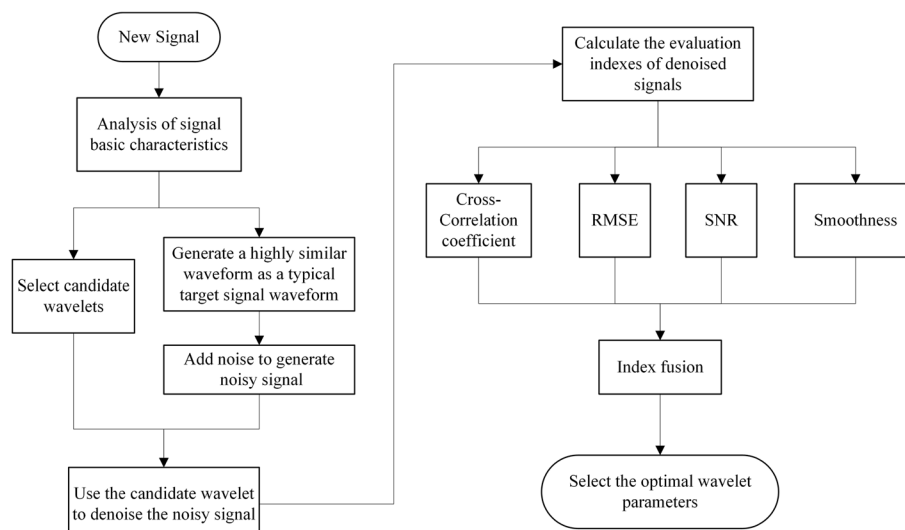 New Signal
Analysis of signal
basic characteristics
Select candidate
wavelets
Generate a highly similar
waveform as a typical
target signal waveform
Add noise to generate
noisy signal
Use the candidate wavelet
to denoise the noisy signal
Calculate the evaluation
indexes of denoised
signals
Cross-
Correlation
coefficient
RMSE
SNR
Smoothness
Index fusion
Select the optimal wavelet
parameters